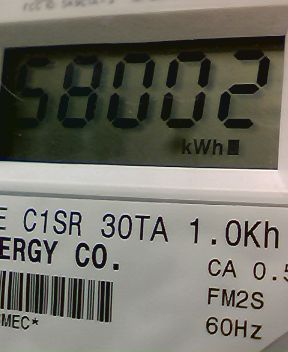 58002
kWh
E C1SR 30TA 1.0Kh
ERGY CO.
CA 0.5
FM2S
60Hz
MEC*